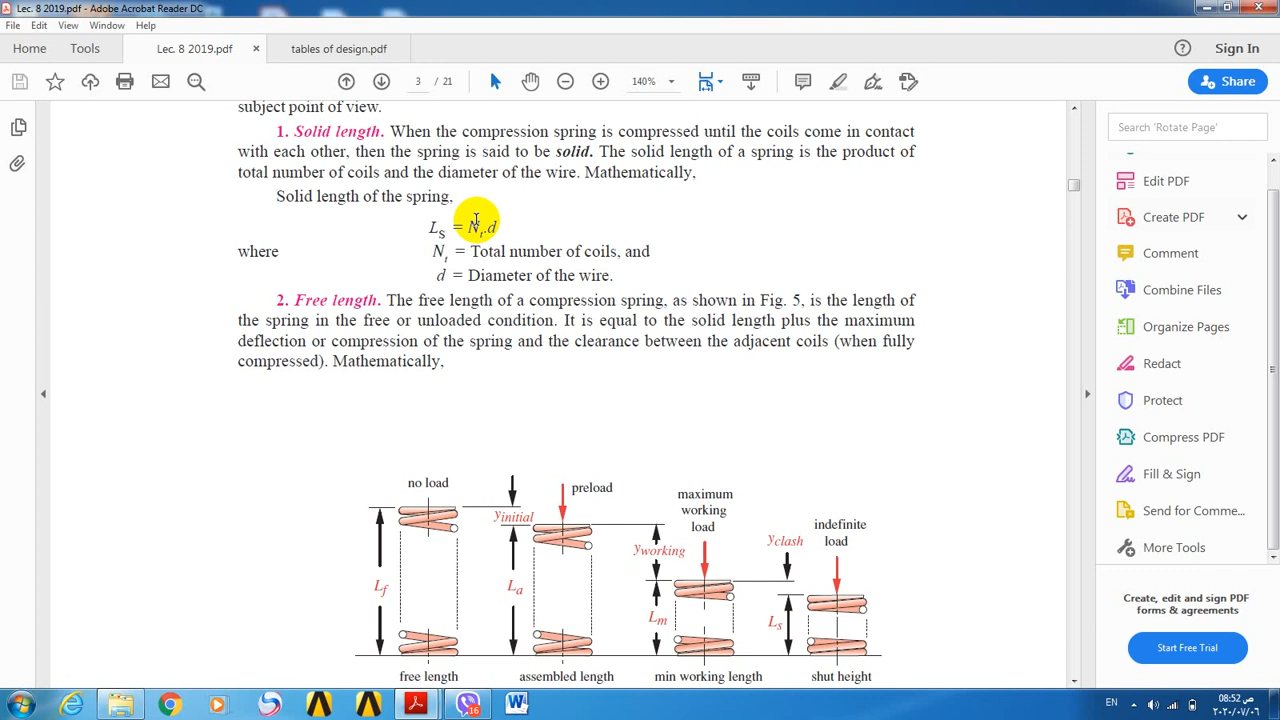 Lec. 8 2019.pdf - Adobe Acrobat Reader DC
File Edit View Window Help
Home Tools Lec. 8 2019.pdf × tables of design.pdf Sign In
3 / 21 140% Share
subject point of view.
1. Solid length. When the compression spring is compressed until the coils come in contact
with each other, then the spring is said to be solid. The solid length of a spring is the product of
total number of coils and the diameter of the wire. Mathematically,
Solid length of the spring,
LS = Nt.d
where Nt = Total number of coils, and
d = Diameter of the wire.
2. Free length. The free length of a compression spring, as shown in Fig. 5, is the length of
the spring in the free or unloaded condition. It is equal to the solid length plus the maximum
deflection or compression of the spring and the clearance between the adjacent coils (when fully
compressed). Mathematically,
no load
preload
maximum
working
load
indefinite
load
yinitial
yworking
yclash
Lf
La
Lm
Ls
free length
assembled length
min working length
shut height
Search 'Rotate Page'
Edit PDF
Create PDF
Comment
Combine Files
Organize Pages
Redact
Protect
Compress PDF
Fill & Sign
Send for Comme...
More Tools
Create, edit and sign PDF
forms & agreements
Start Free Trial
16
EN
08:52 ص
٢٠٢٠/٠٧/٠٦